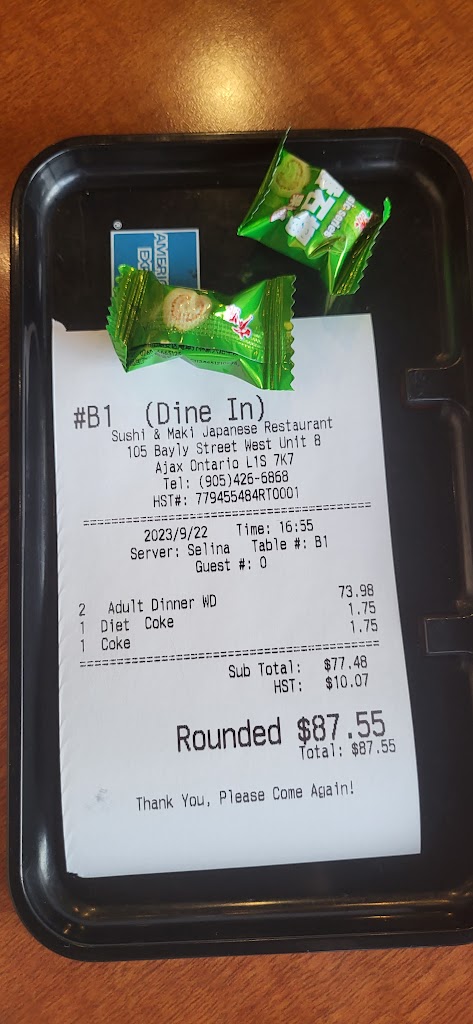 AMERIC
EX
#B1 (Dine In)
Sushi & Maki Japanese Restaurant
105 Bayly Street West Unit 8
Ajax Ontario L1S 7K7
Tel: (905)426-6868
HST#: 779455484RT0001
2023/9/22 Time: 16:55
Server: Selina Table #: B1
Guest #: 0
2 Adult Dinner WD 73.98
1 Diet Coke 1.75
1 Coke 1.75
Sub Total: $77.48
HST: $10.07
Rounded $87.55
Total: $87.55
Thank You, Please Come Again!